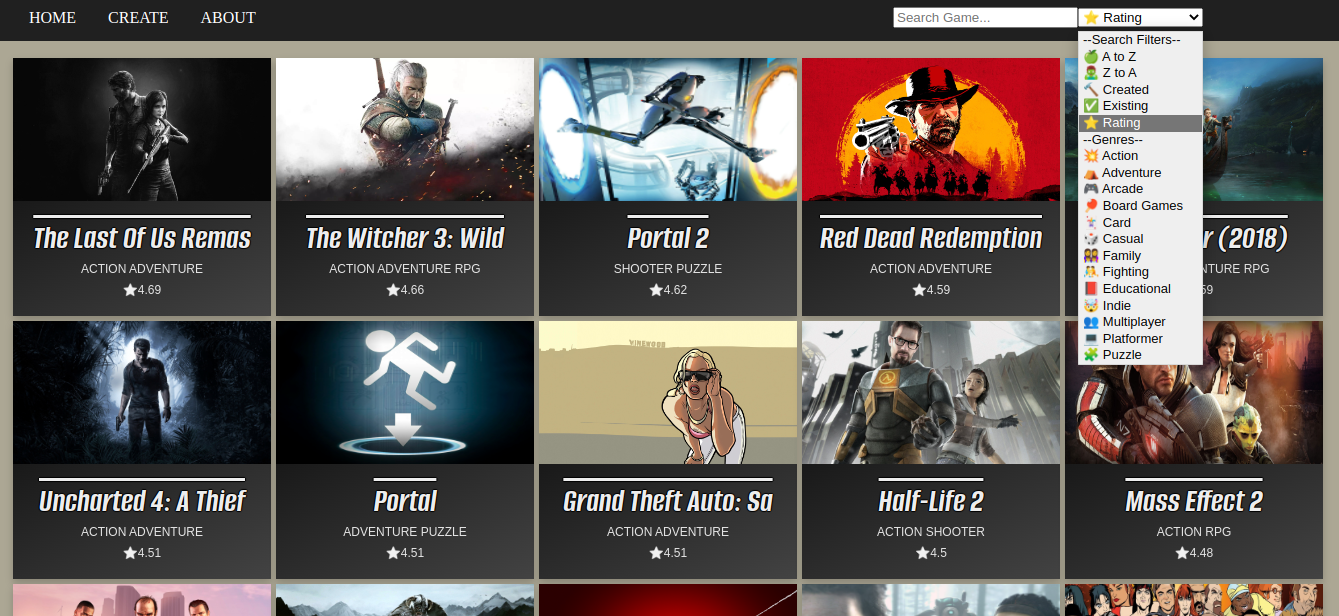 HOME CREATE ABOUT
Search Game...
⭐ Rating
--Search Filters--
🍏 A to Z
🧟‍♂️ Z to A
🔨 Created
✅ Existing
⭐ Rating
--Genres--
💥 Action
⛺ Adventure
🎮 Arcade
🏓 Board Games
🃏 Card
🎲 Casual
👩‍👩‍👧‍👦 Family
🤼 Fighting
📕 Educational
🤯 Indie
👥 Multiplayer
💻 Platformer
🧩 Puzzle
The Last Of Us Remas
ACTION ADVENTURE
⭐4.69
The Witcher 3: Wild
ACTION ADVENTURE RPG
⭐4.66
Portal 2
SHOOTER PUZZLE
⭐4.62
Red Dead Redemption
ACTION ADVENTURE
⭐4.59
r (2018)
NTURE RPG
59
Uncharted 4: A Thief
ACTION ADVENTURE
⭐4.51
Portal
ADVENTURE PUZZLE
⭐4.51
VINEWOOD
Grand Theft Auto: Sa
ACTION ADVENTURE
⭐4.51
Half-Life 2
ACTION SHOOTER
⭐4.5
N7
Mass Effect 2
ACTION RPG
⭐4.48